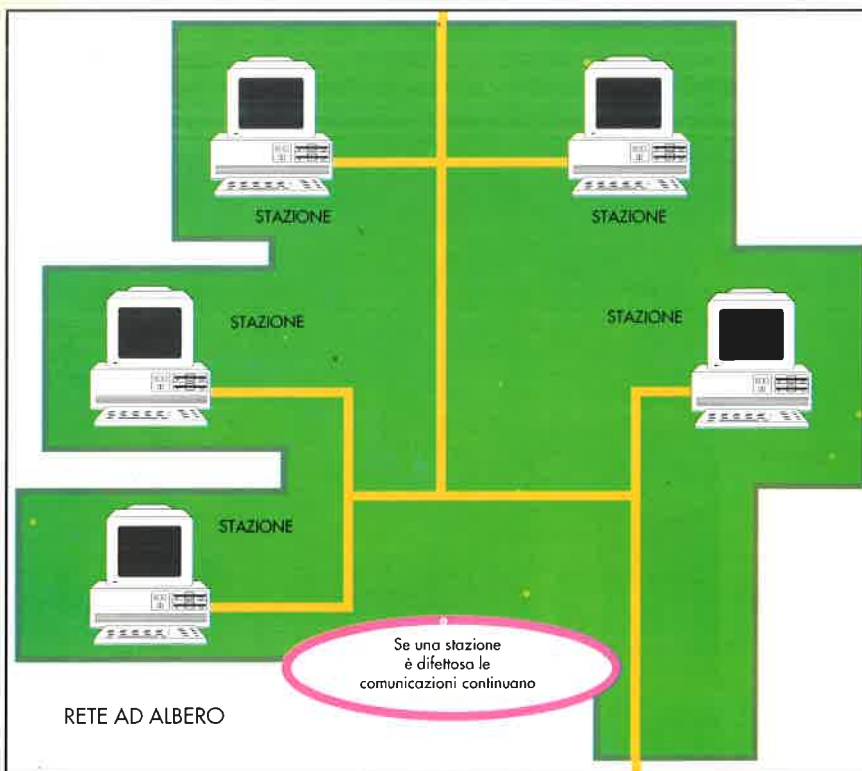 STAZIONE
STAZIONE
STAZIONE
STAZIONE
STAZIONE
Se una stazione
è difettosa le
comunicazioni continuano
RETE AD ALBERO